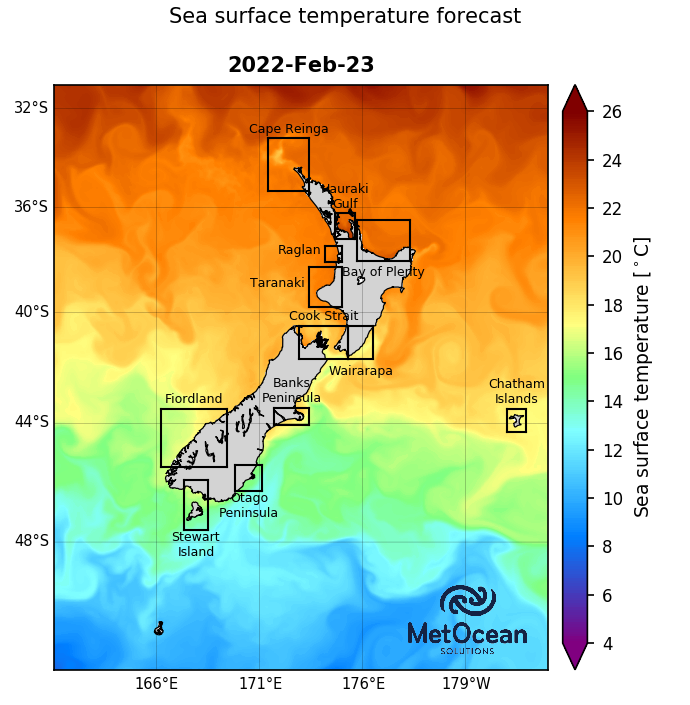 Sea surface temperature forecast
2022-Feb-23
32°S
36°S
40°S
44°S
48°S
Cape Reinga
Hauraki
Gulf
Raglan
Bay of Plenty
Taranaki
Cook Strait
Wairarapa
Banks
Peninsula
Fiordland
Chatham
Islands
Otago
Peninsula
Stewart
Island
MetOcean
SOLUTIONS
166°E
171°E
176°E
179°W
26
24
22
20
18
16
14
12
10
8
6
4
Sea surface temperature [°C]